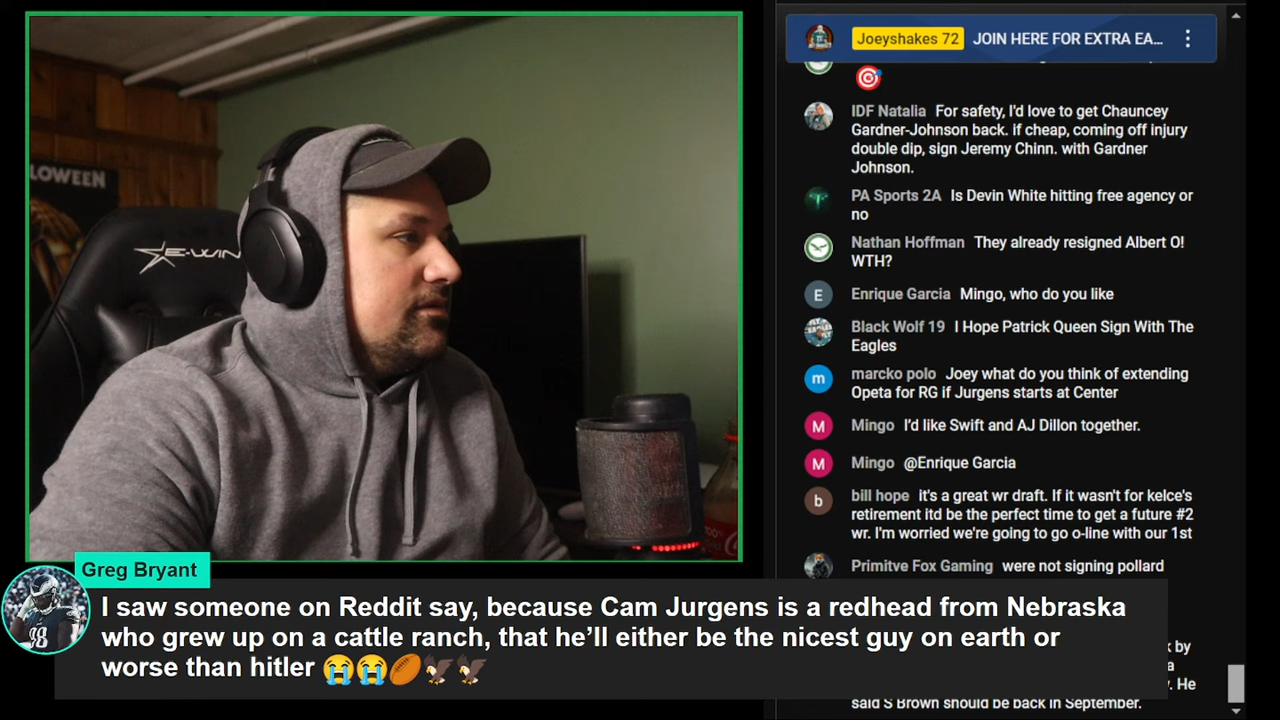 LOWEEN
E-WIN
Joeyshakes 72 JOIN HERE FOR EXTRA EA...
🎯
IDF Natalia For safety, I'd love to get Chauncey
Gardner-Johnson back. if cheap, coming off injury
double dip, sign Jeremy Chinn. with Gardner
Johnson.
PA Sports 2A Is Devin White hitting free agency or
no
Nathan Hoffman They already resigned Albert O!
WTH?
E
Enrique Garcia Mingo, who do you like
Black Wolf 19 I Hope Patrick Queen Sign With The
Eagles
m
marcko polo Joey what do you think of extending
Opeta for RG if Jurgens starts at Center
M
Mingo I'd like Swift and AJ Dillon together.
M
Mingo @Enrique Garcia
b
bill hope it's a great wr draft. If it wasn't for kelce's
retirement itd be the perfect time to get a future #2
wr. I'm worried we're going to go o-line with our 1st
Primitve Fox Gaming were not signing pollard
by
a
. He
said S Brown should be back in September.
Greg Bryant
I saw someone on Reddit say, because Cam Jurgens is a redhead from Nebraska
who grew up on a cattle ranch, that he'll either be the nicest guy on earth or
worse than hitler 😭😭🏈🦅🦅